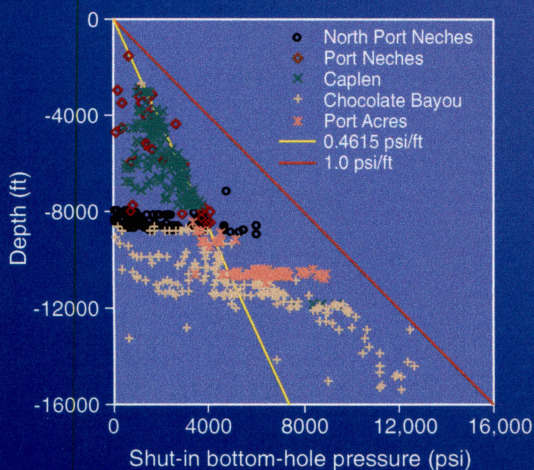 0
-4000
-8000
-12000
-16000
Depth (ft)
North Port Neches
Port Neches
Caplen
Chocolate Bayou
Port Acres
0.4615 psi/ft
1.0 psi/ft
0 4000 8000 12,000 16,000
Shut-in bottom-hole pressure (psi)